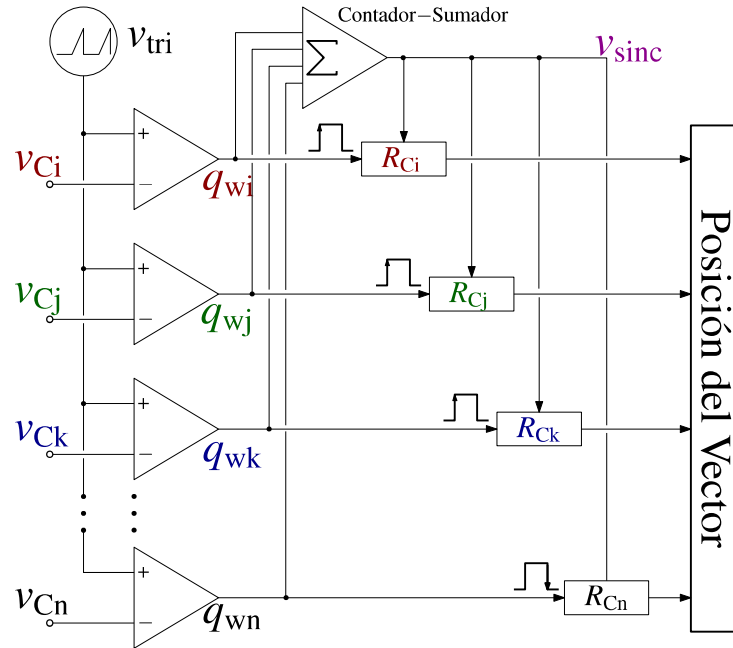 Contador−Sumador
v_tri
∑
v_sinc
+
v_Ci
−
q_wi
R_Ci
+
v_Cj
−
q_wj
R_Cj
+
v_Ck
−
q_wk
R_Ck
+
v_Cn
−
q_wn
R_Cn
Posición del Vector